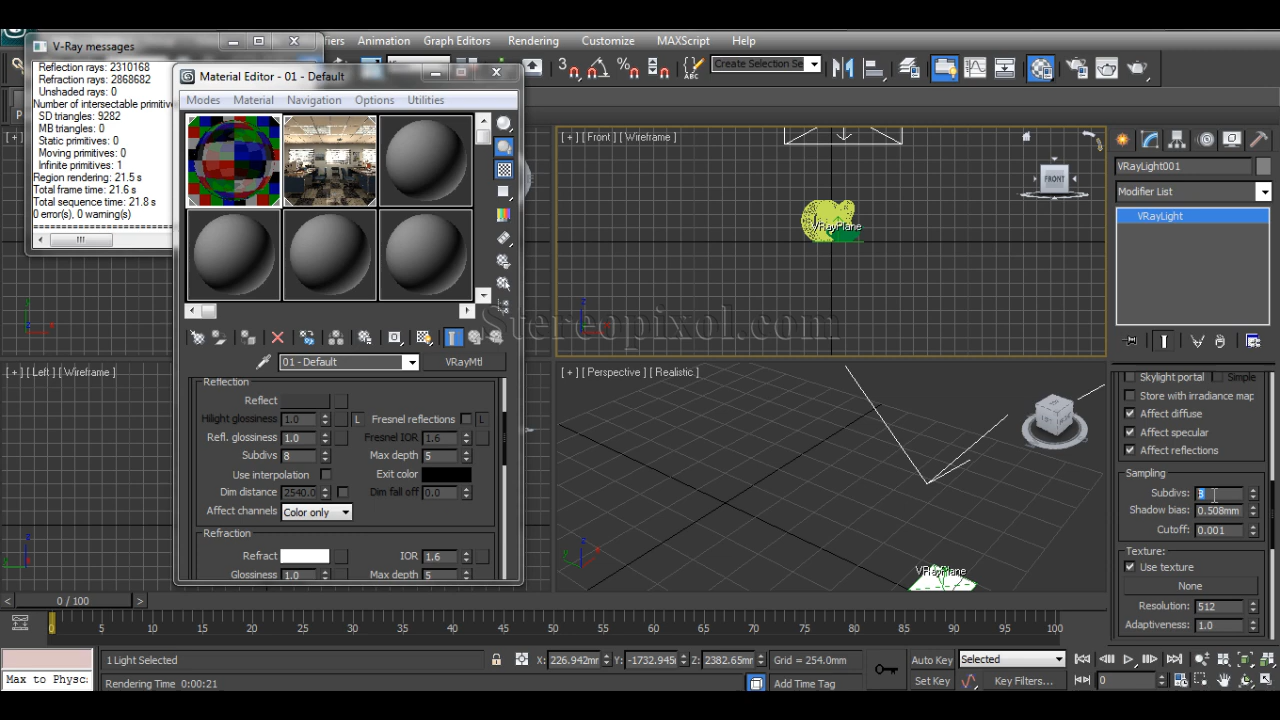 V-Ray messages
Animation
Graph Editors
Rendering
Customize
MAXScript
Help
Reflection rays: 2310168
Refraction rays: 2868682
Unshaded rays: 0
Number of intersectable primitive
SD triangles: 9282
MB triangles: 0
Static primitives: 0
Moving primitives: 0
Infinite primitives: 1
Region rendering: 21.5 s
Total frame time: 21.6 s
Total sequence time: 21.8 s
0 error(s), 0 warning(s)
Material Editor - 01 - Default
Modes
Material
Navigation
Options
Utilities
Create Selection Se
[ + ] [ Front ] [ Wireframe ]
FRONT
VRayPlane
VRayLight001
Modifier List
VRayLight
Stereopixol.com
01 - Default
VRayMtl
Reflection
Reflect
Hilight glossiness 1.0 L Fresnel reflections L
Refl. glossiness 1.0 Fresnel IOR 1.6
Subdivs 8 Max depth 5
Use interpolation Exit color
Dim distance 2540.0 Dim fall off 0.0
Affect channels Color only
Refraction
Refract IOR 1.6
Glossiness 1.0 Max depth 5
[ + ] [ Left ] [ Wireframe ]
[ + ] [ Perspective ] [ Realistic ]
VRayPlane
Skylight portal Simple
Store with irradiance map
Affect diffuse
Affect specular
Affect reflections
Sampling
Subdivs: 8
Shadow bias: 0.508mm
Cutoff: 0.001
Texture:
Use texture
None
Resolution: 512
Adaptiveness: 1.0
0 / 100
0 5 10 15 20 25 30 35 40 45 50 55 60 65 70 75 80 85 90 95 100
1 Light Selected
X: 226.942mm Y: -1732.945m Z: 2382.65mm
Grid = 254.0mm
Auto Key
Selected
Max to Physc
Rendering Time 0:00:21
Add Time Tag
Set Key
Key Filters...
0